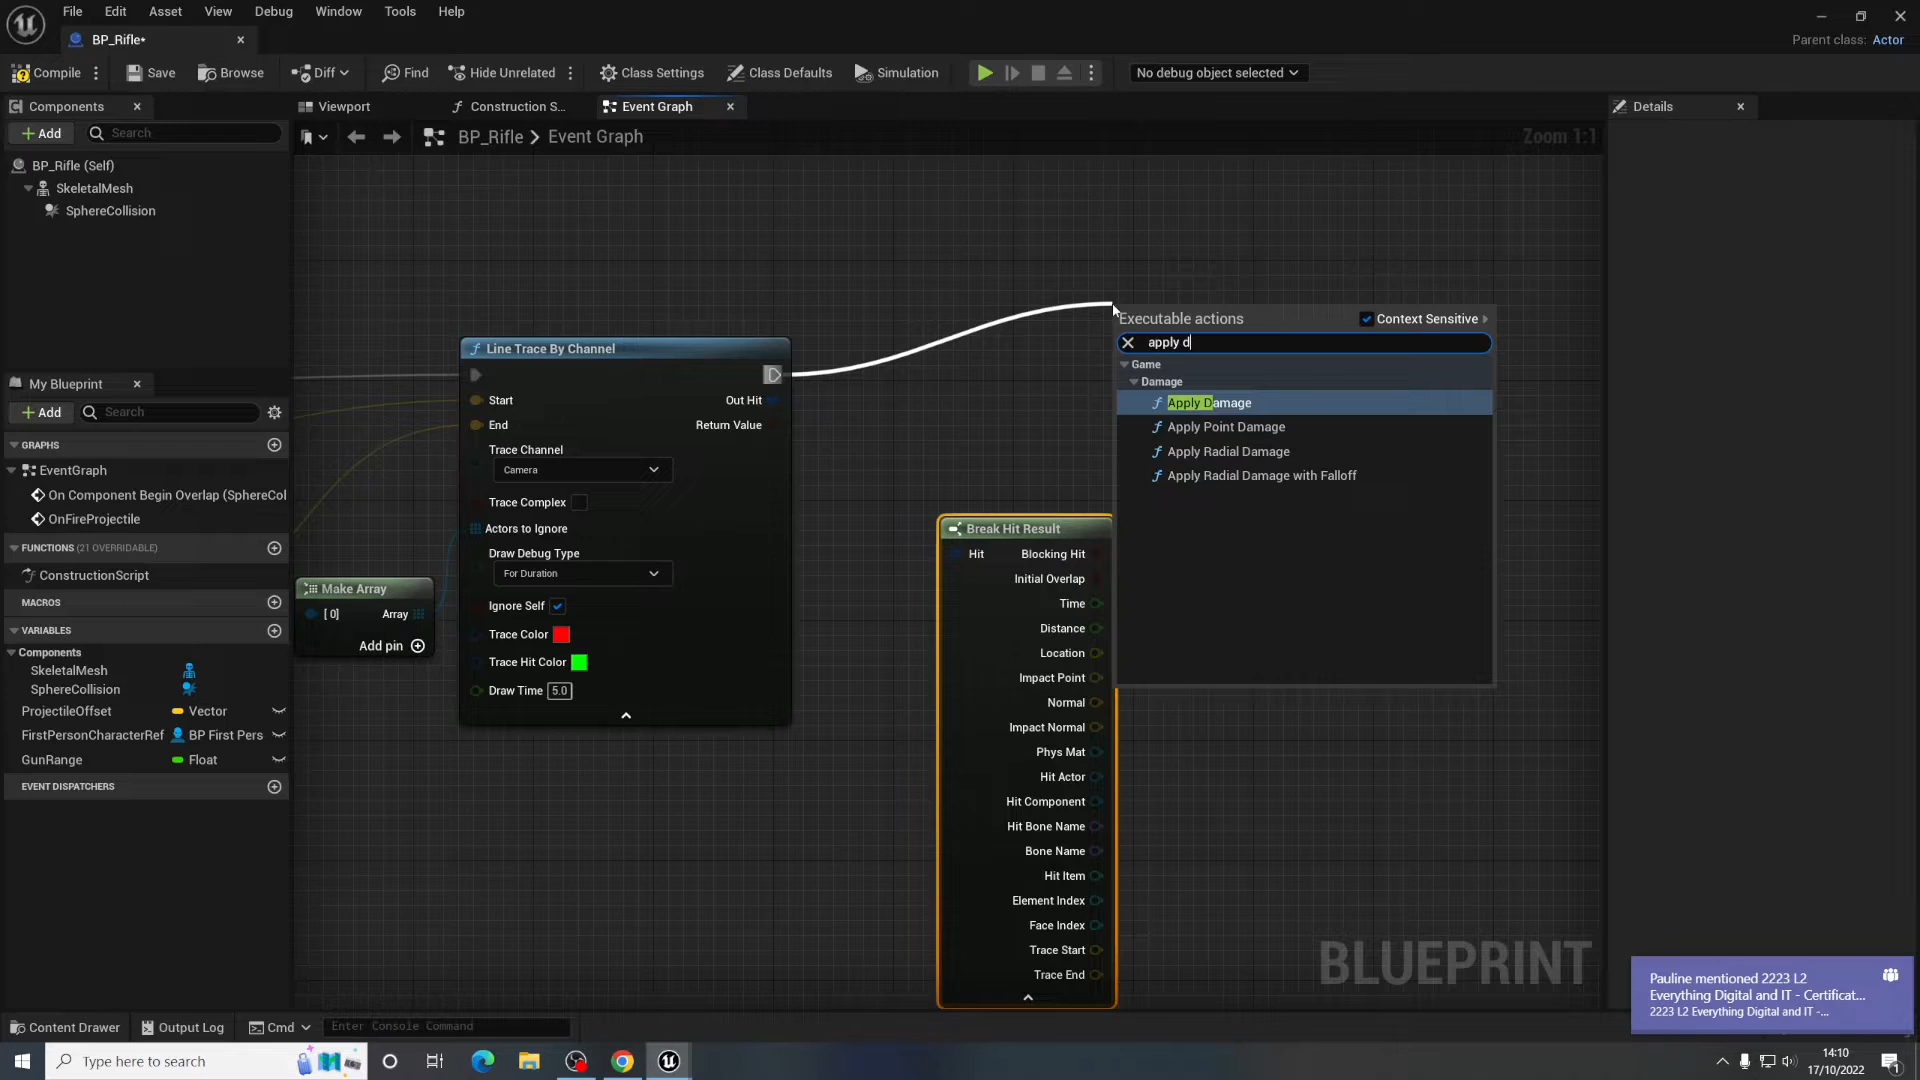 File Edit Asset View Debug Window Tools Help
BP_Rifle*
Parent class: Actor
Compile Save Browse Diff Find Hide Unrelated Class Settings Class Defaults Simulation No debug object selected
Components
Viewport Construction S... Event Graph
Details
Add Search
BP_Rifle > Event Graph
Zoom 1:1
BP_Rifle (Self)
SkeletalMesh
SphereCollision
My Blueprint
Add Search
GRAPHS
EventGraph
On Component Begin Overlap (SphereCol
OnFireProjectile
FUNCTIONS (21 OVERRIDABLE)
ConstructionScript
MACROS
VARIABLES
Components
SkeletalMesh
SphereCollision
ProjectileOffset Vector
FirstPersonCharacterRef BP First Pers
GunRange Float
EVENT DISPATCHERS
Make Array
[ 0] Array
Add pin
Line Trace By Channel
Start Out Hit
End Return Value
Trace Channel
Camera
Trace Complex
Actors to Ignore
Draw Debug Type
For Duration
Ignore Self
Trace Color
Trace Hit Color
Draw Time 5.0
Break Hit Result
Hit Blocking Hit
Initial Overlap
Time
Distance
Location
Impact Point
Normal
Impact Normal
Phys Mat
Hit Actor
Hit Component
Hit Bone Name
Bone Name
Hit Item
Element Index
Face Index
Trace Start
Trace End
Executable actions Context Sensitive
apply d
Game
Damage
Apply Damage
Apply Point Damage
Apply Radial Damage
Apply Radial Damage with Falloff
BLUEPRINT
Pauline mentioned 2223 L2
Everything Digital and IT - Certificat...
2223 L2 Everything Digital and IT -...
Content Drawer Output Log Cmd Enter Console Command
Type here to search
14:10
17/10/2022
1